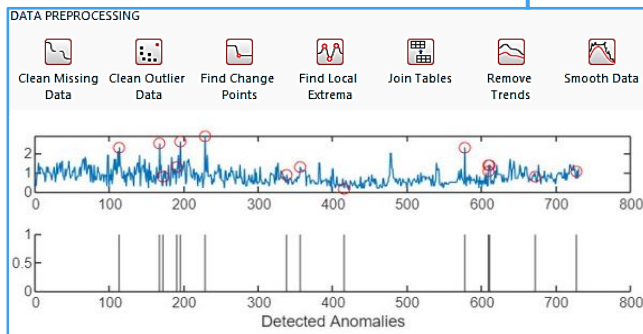 DATA PREPROCESSING
Clean Missing Data
Clean Outlier Data
Find Change Points
Find Local Extrema
Join Tables
Remove Trends
Smooth Data
2
1
0
0 100 200 300 400 500 600 700 800
1
0.5
0
0 100 200 300 400 500 600 700 800
Detected Anomalies